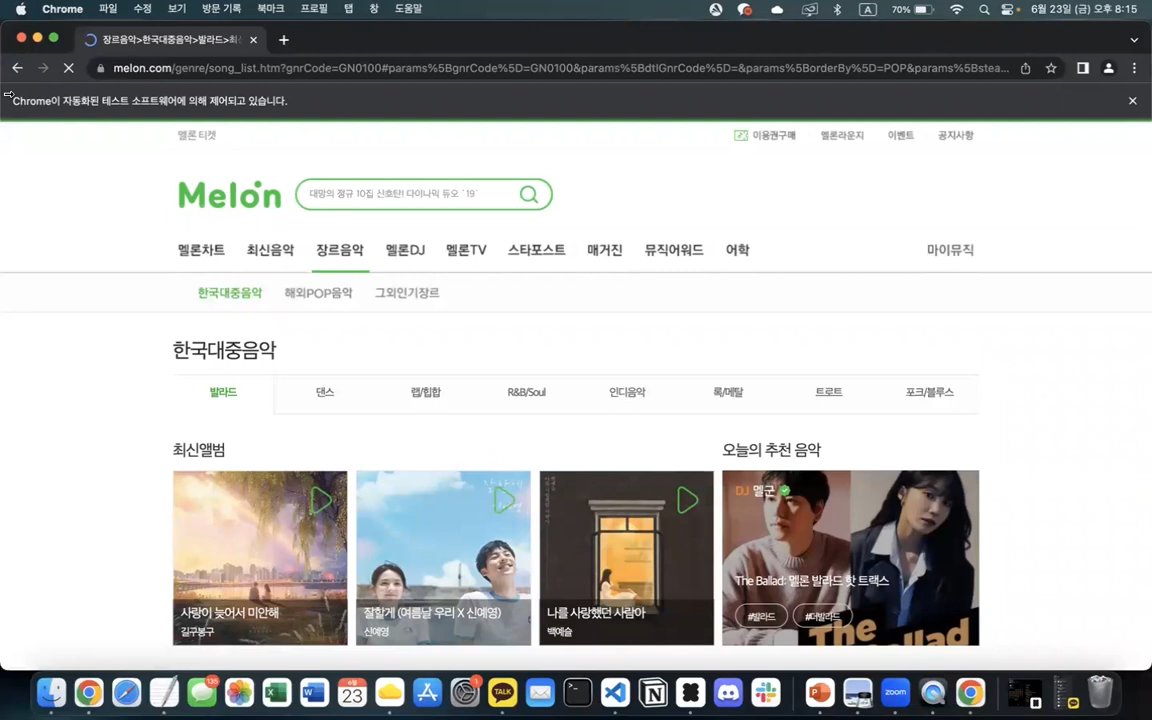 Chrome 파일 수정 보기 방문 기록 북마크 프로필 탭 창 도움말 A 70% 6월 23일 (금) 오후 8:15
장르음악>한국대중음악>발라드>최신
melon.com/genre/song_list.htm?gnrCode=GN0100#params%5BgnrCode%5D=GN0100&params%5BdtlGnrCode%5D=&params%5BorderBy%5D=POP&params%5Bstea...
Chrome이 자동화된 테스트 소프트웨어에 의해 제어되고 있습니다.
멜론 티켓 이용권구매 멜론라운지 이벤트 공지사항
Melon 대망의 정규 10집 신호탄! 다이나믹 듀오 `19`
멜론차트 최신음악 장르음악 멜론DJ 멜론TV 스타포스트 매거진 뮤직어워드 어학 마이뮤직
한국대중음악 해외POP음악 그외인기장르
한국대중음악
발라드 댄스 랩/힙합 R&B/Soul 인디음악 록/메탈 트로트 포크/블루스
최신앨범 오늘의 추천 음악
DJ 멜군
The Ballad: 멜론 발라드 핫 트랙스
사랑이 늦어서 미안해 잘할게 (여름날 우리 X 신예영) 나를 사랑했던 사람아 #발라드 #더발라드
길구봉구 신예영 백예슬 The Ballad
135 23 TALK 1 zoom